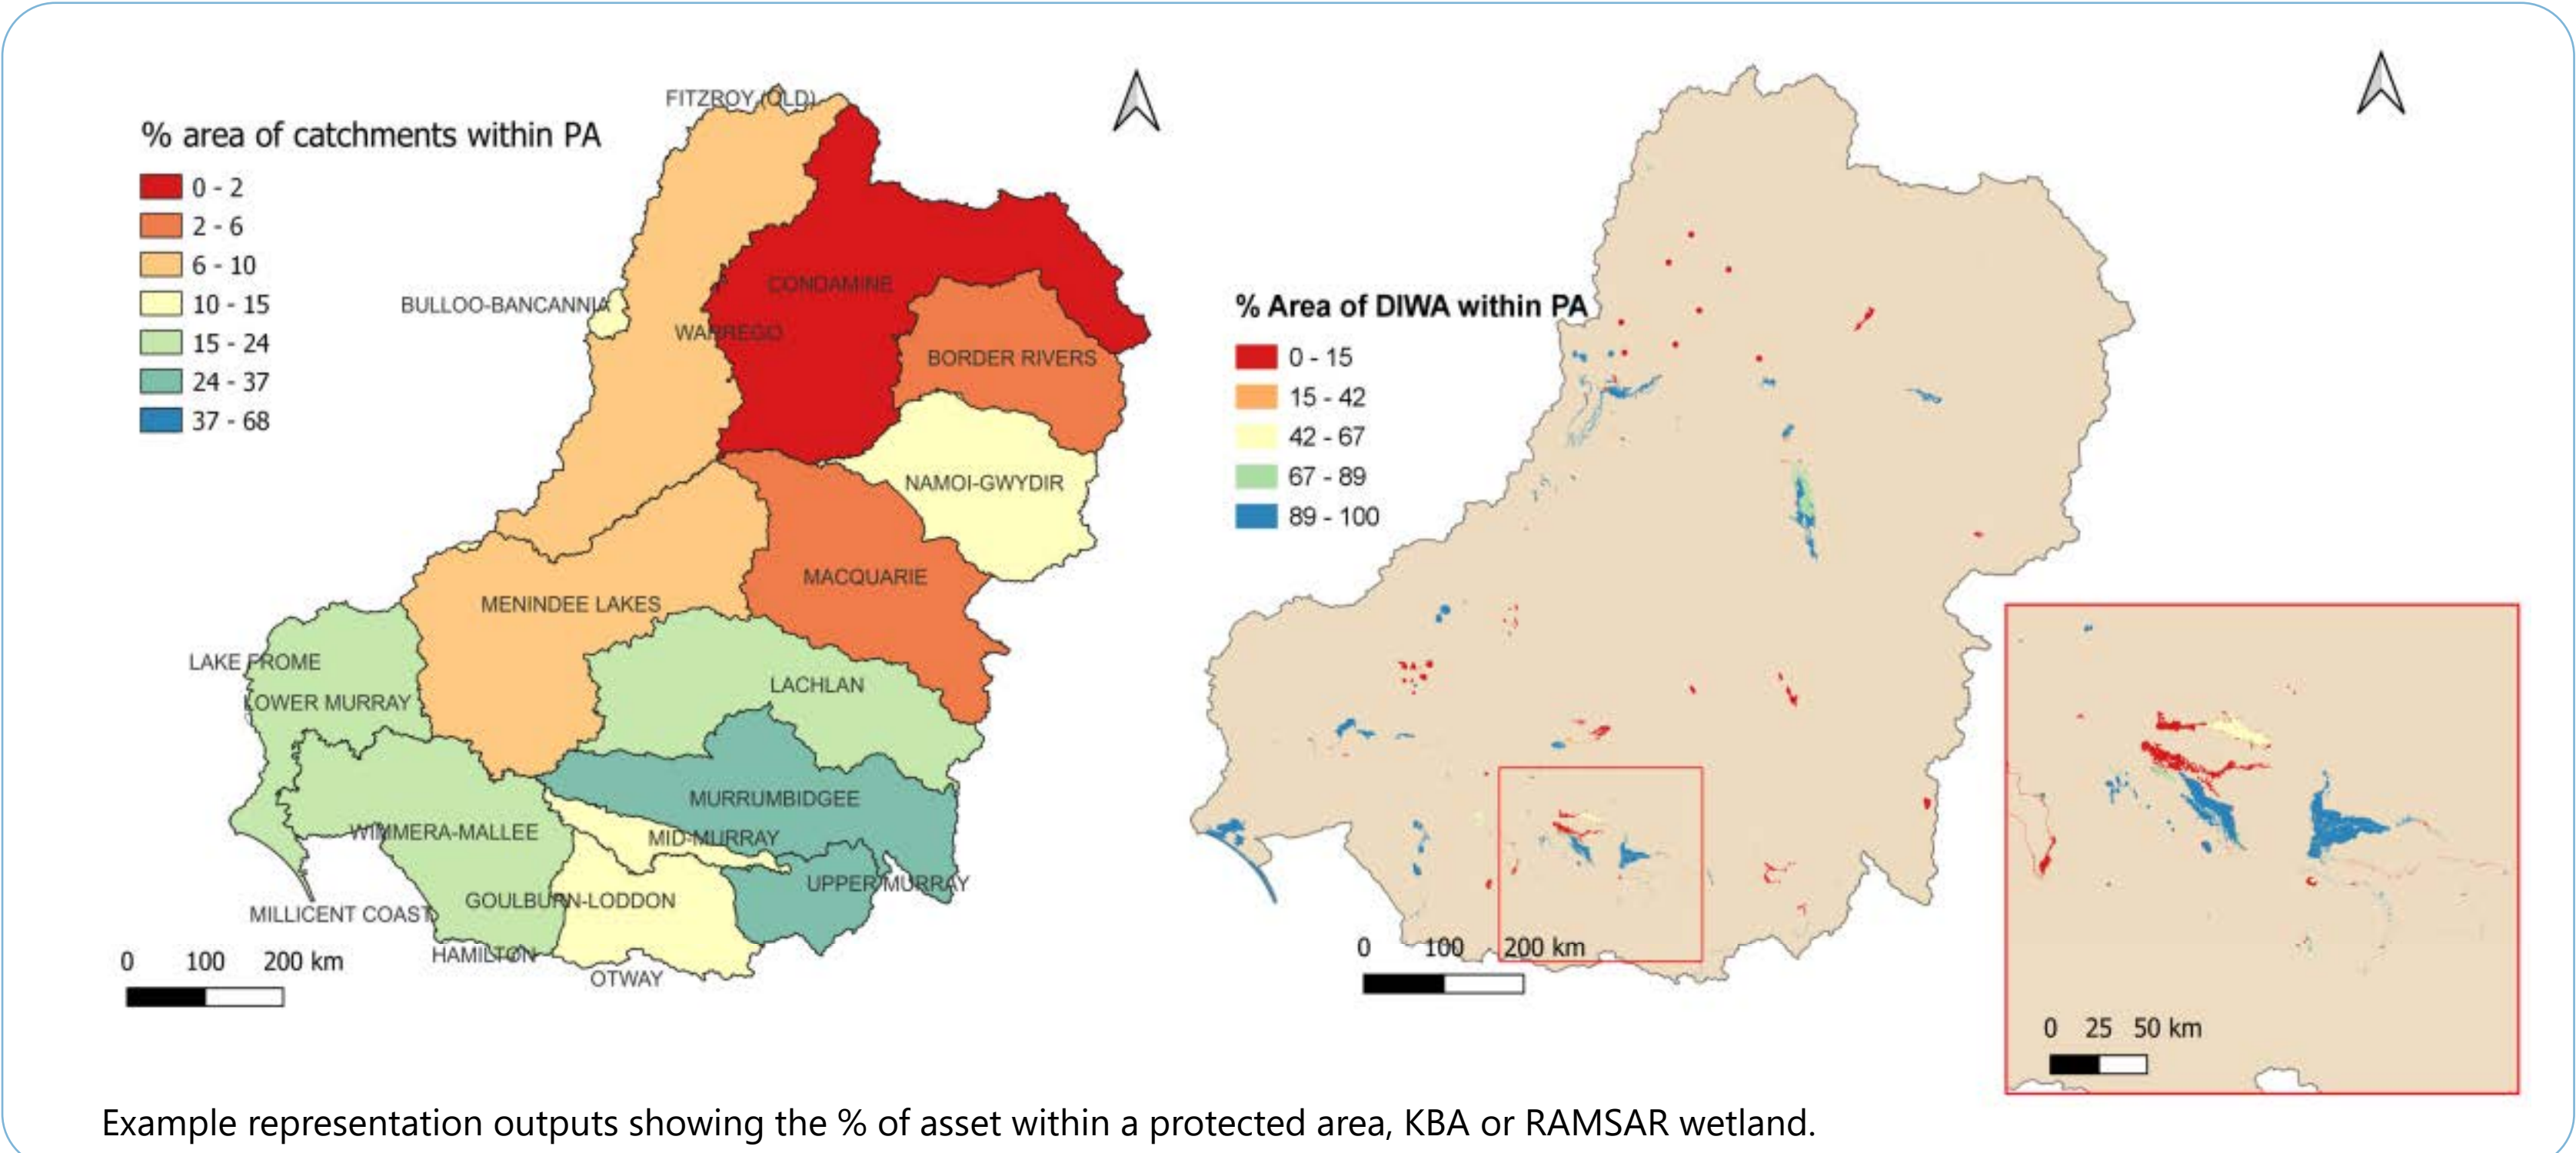 FITZROY (QLD)
% area of catchments within PA
0 - 2
2 - 6
6 - 10
10 - 15
15 - 24
24 - 37
37 - 68
CONDAMINE
BULLOO-BANCANNIA
WARREGO
BORDER RIVERS
NAMOI-GWYDIR
MACQUARIE
MENINDEE LAKES
LAKE FROME
LACHLAN
LOWER MURRAY
MURRUMBIDGEE
WIMMERA-MALLEE
MID-MURRAY
UPPER MURRAY
GOULBURN-LODDON
MILLICENT COAST
HAMILTON
OTWAY
0 100 200 km
% Area of DIWA within PA
0 - 15
15 - 42
42 - 67
67 - 89
89 - 100
0 100 200 km
0 25 50 km
Example representation outputs showing the % of asset within a protected area, KBA or RAMSAR wetland.